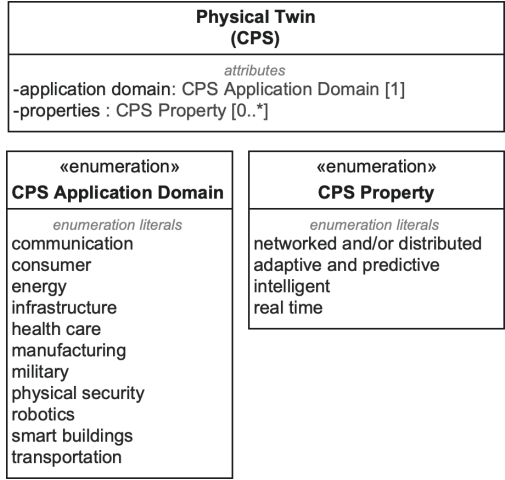 Physical Twin
(CPS)
attributes
-application domain: CPS Application Domain [1]
-properties : CPS Property [0..*]
«enumeration»
CPS Application Domain
enumeration literals
communication
consumer
energy
infrastructure
health care
manufacturing
military
physical security
robotics
smart buildings
transportation
«enumeration»
CPS Property
enumeration literals
networked and/or distributed
adaptive and predictive
intelligent
real time